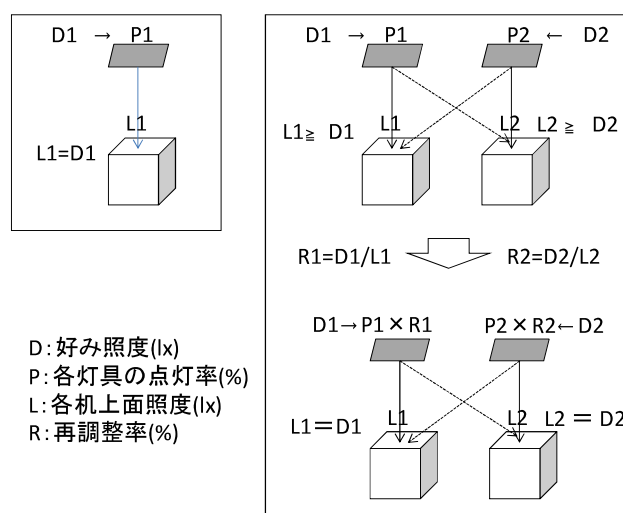 D1 → P1
L1
L1=D1
D:好み照度(lx)
P:各灯具の点灯率(%)
L:各机上面照度(lx)
R:再調整率(%)
D1 → P1 P2 ← D2
L1≧ D1 L1 L2 L2 ≧ D2
R1=D1/L1 R2=D2/L2
D1→P1×R1 P2×R2←D2
L1=D1 L1 L2 L2 = D2